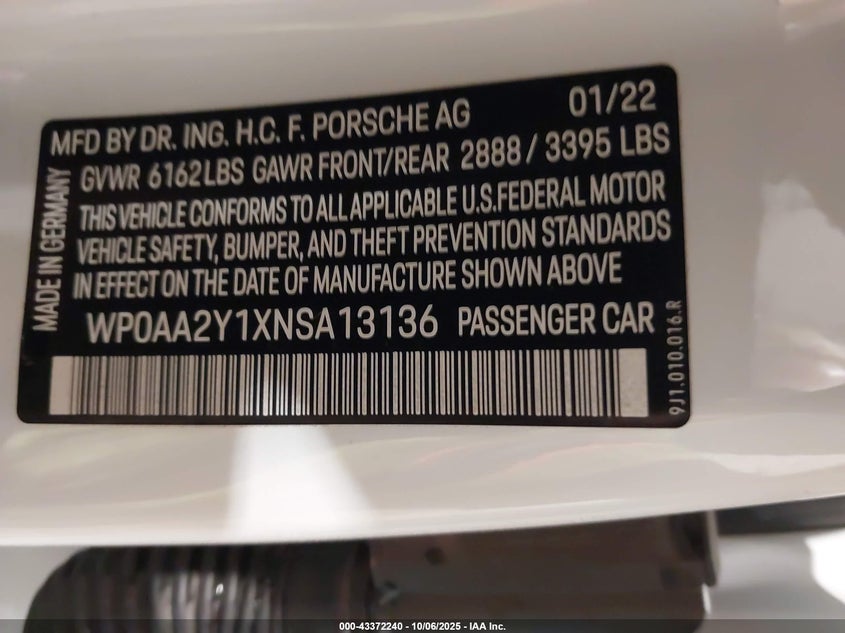 MFD BY DR. ING. H.C. F. PORSCHE AG 01/22
GVWR 6162LBS GAWR FRONT/REAR 2888 / 3395 LBS
THIS VEHICLE CONFORMS TO ALL APPLICABLE U.S.FEDERAL MOTOR
VEHICLE SAFETY, BUMPER, AND THEFT PREVENTION STANDARDS
IN EFFECT ON THE DATE OF MANUFACTURE SHOWN ABOVE
WP0AA2Y1XNSA13136 PASSENGER CAR
MADE IN GERMANY
9J1.010.016.R
000-43372240 - 10/06/2025 - IAA Inc.